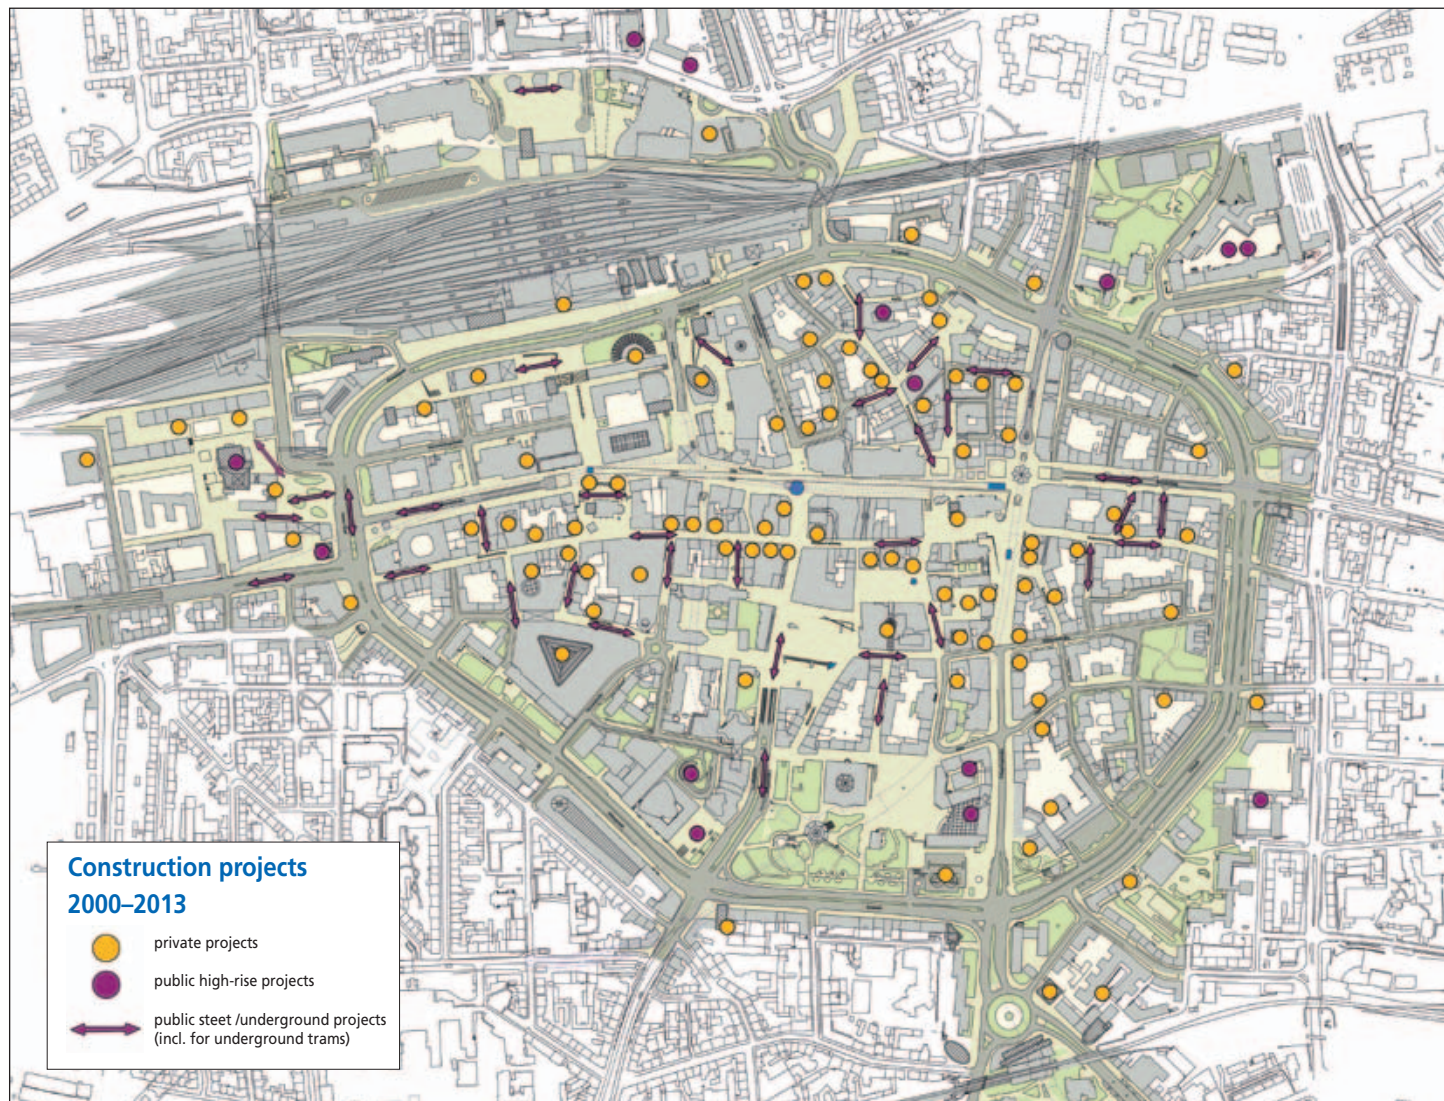 Construction projects
2000–2013
private projects
public high-rise projects
public steet /underground projects
(incl. for underground trams)